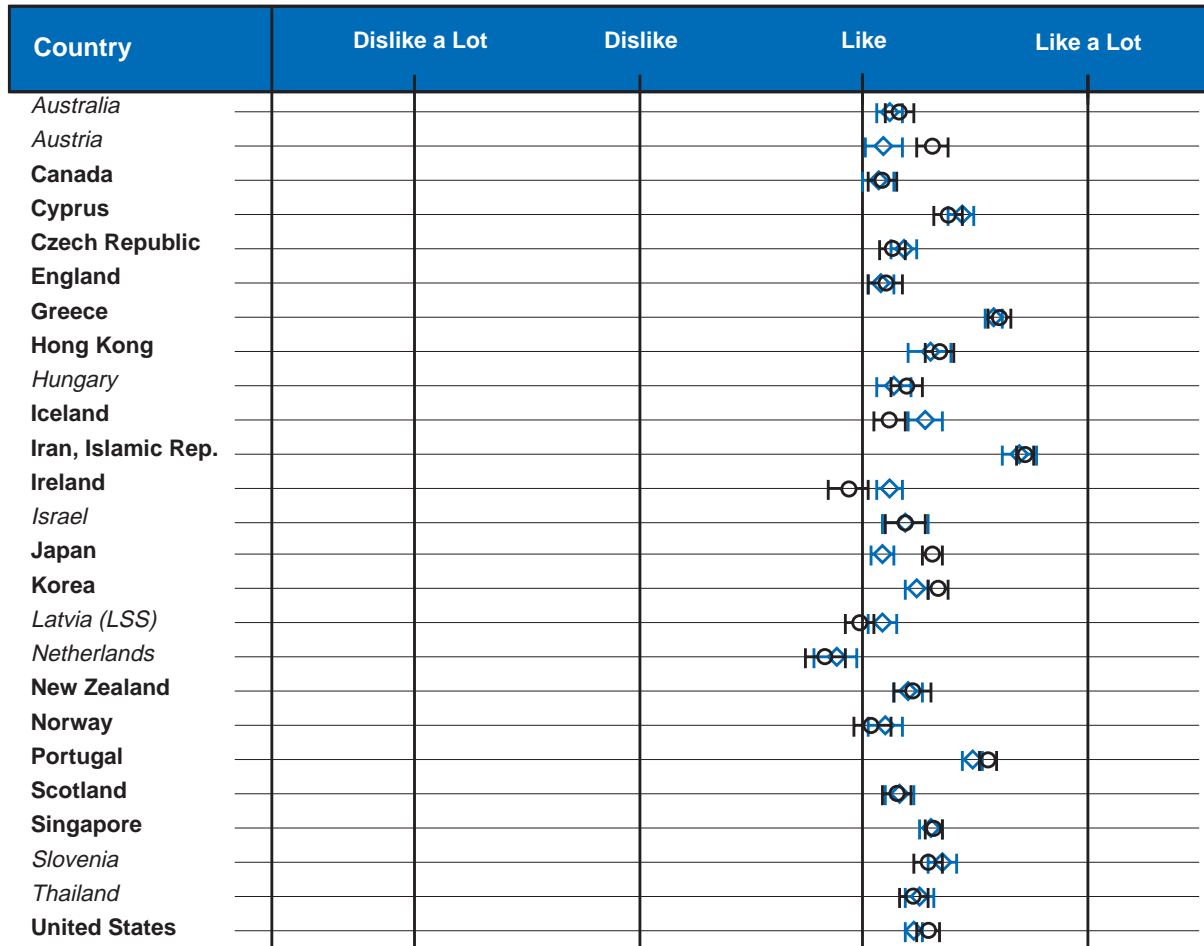 Country Dislike a Lot Dislike Like Like a Lot
Australia
Austria
Canada
Cyprus
Czech Republic
England
Greece
Hong Kong
Hungary
Iceland
Iran, Islamic Rep.
Ireland
Israel
Japan
Korea
Latvia (LSS)
Netherlands
New Zealand
Norway
Portugal
Scotland
Singapore
Slovenia
Thailand
United States